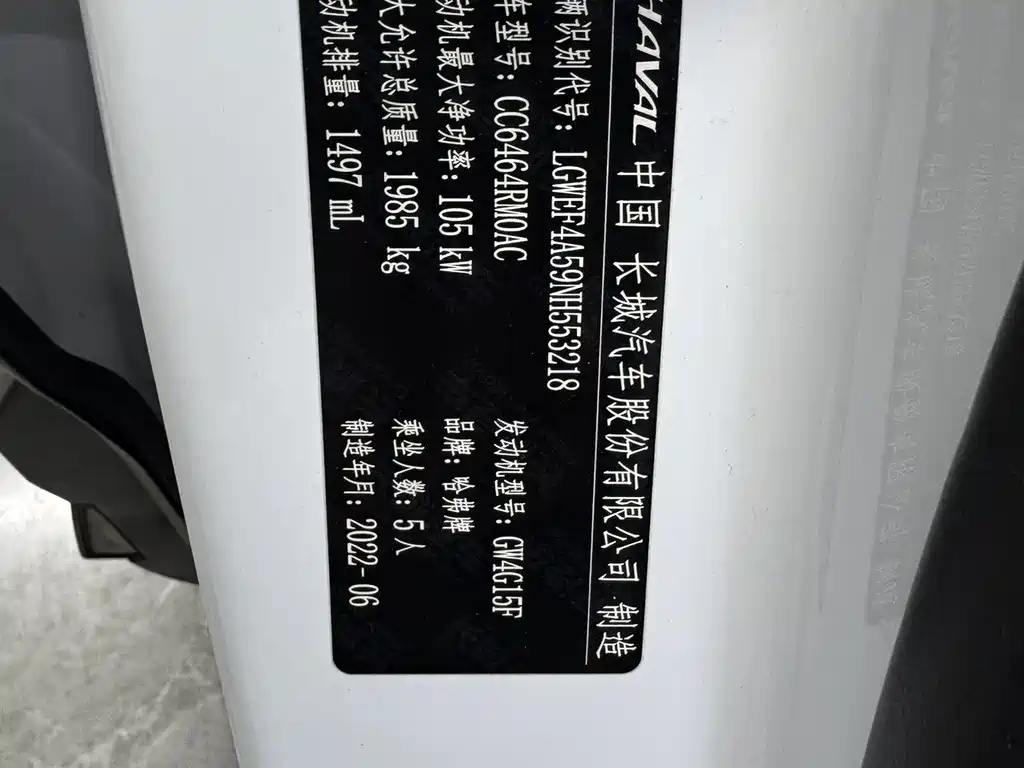 HAVAL 中国 长城汽车股份有限公司 制造
辆识别代号: LGWEF4A59NH553218
车型号: CC6464RM0AC 发动机型号: GW4G15F
动机最大净功率: 105 kW 品牌: 哈弗牌
大允许总质量: 1985 kg 乘坐人数: 5 人
动机排量: 1497 mL 制造年月: 2022-06